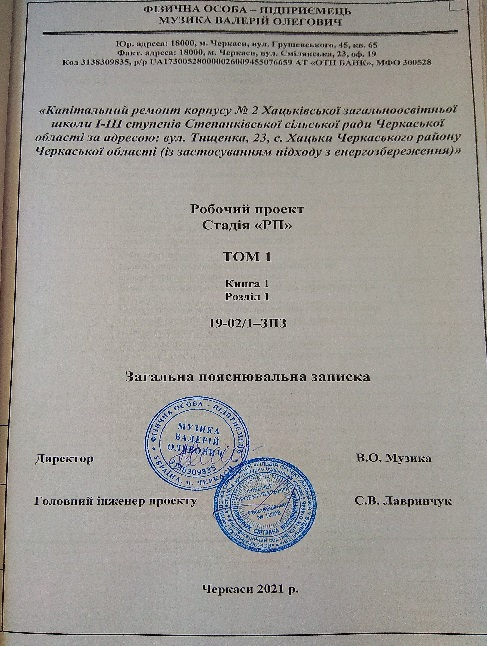 ФІЗИЧНА ОСОБА – ПІДПРИЄМЕЦЬ
МУЗИКА ВАЛЕРІЙ ОЛЕГОВИЧ
Юр. адреса: 18000, м. Черкаси, вул. Грушевського, 45, кв. 65
Факт. адреса: 18000, м. Черкаси, вул. Смілянська, 23, оф. 19
Код 3138309835, р/р UA173005280000026009455076659 АТ «ОТП БАНК», МФО 300528
«Капітальний ремонт корпусу № 2 Хацьківської загальноосвітньої
школи І-ІІІ ступенів Степанківської сільської ради Черкаської
області за адресою: вул. Тищенка, 23, с. Хацьки Черкаського району
Черкаської області (із застосуванням підходу з енергозбереження)»
Робочий проект
Стадія «РП»
ТОМ 1
Книга 1
Розділ 1
19-02/1–ЗПЗ
Загальна пояснювальна записка
ФІЗИЧНА ОСОБА - ПІДПРИЄМЕЦЬ
МУЗИКА
ВАЛЕРІЙ
ОЛЕГОВИЧ
УКРАЇНА м. ЧЕРКАСИ
Директор
В.О. Музика
Головний інженер проекту
С.В. Лавринчук
Черкаси 2021 р.